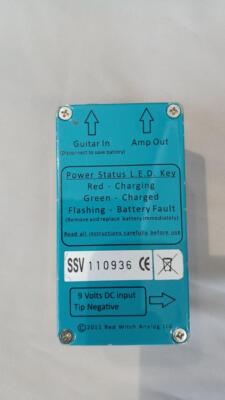 Guitar In Amp Out
(Disconnect to save battery)
Power Status L.E.D. Key
Red - Charging
Green - Charged
Flashing - Battery Fault
(Remove and replace battery immediately)
Read all instructions carefully before use
SSV 110936 CE
9 Volts DC input
Tip Negative
©2011 Red Witch Analog Ltd